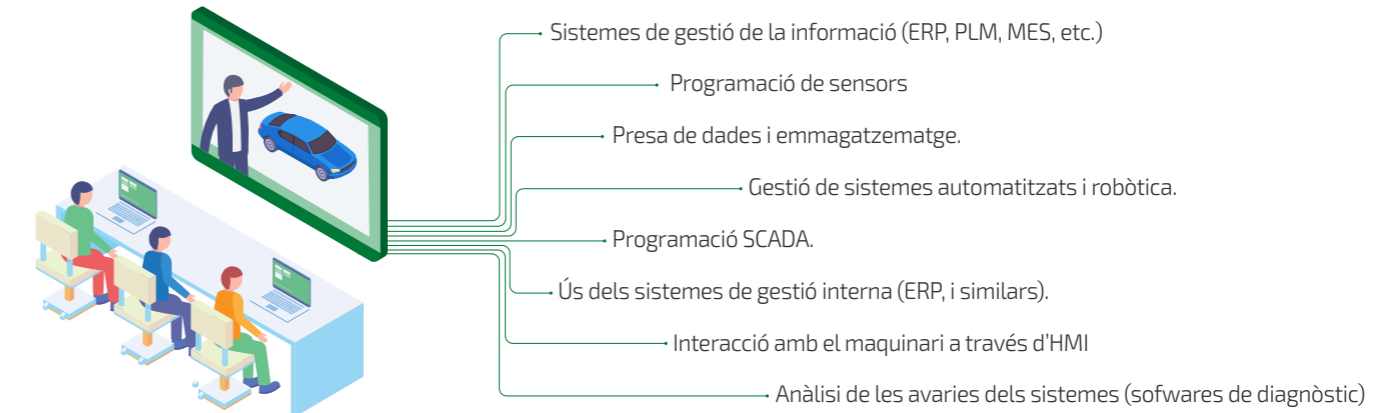 Sistemes de gestió de la informació (ERP, PLM, MES, etc.)
Programació de sensors
Presa de dades i emmagatzematge.
Gestió de sistemes automatitzats i robòtica.
Programació SCADA.
Ús dels sistemes de gestió interna (ERP, i similars).
Interacció amb el maquinari a través d’HMI
Anàlisi de les avaries dels sistemes (sofwares de diagnòstic)